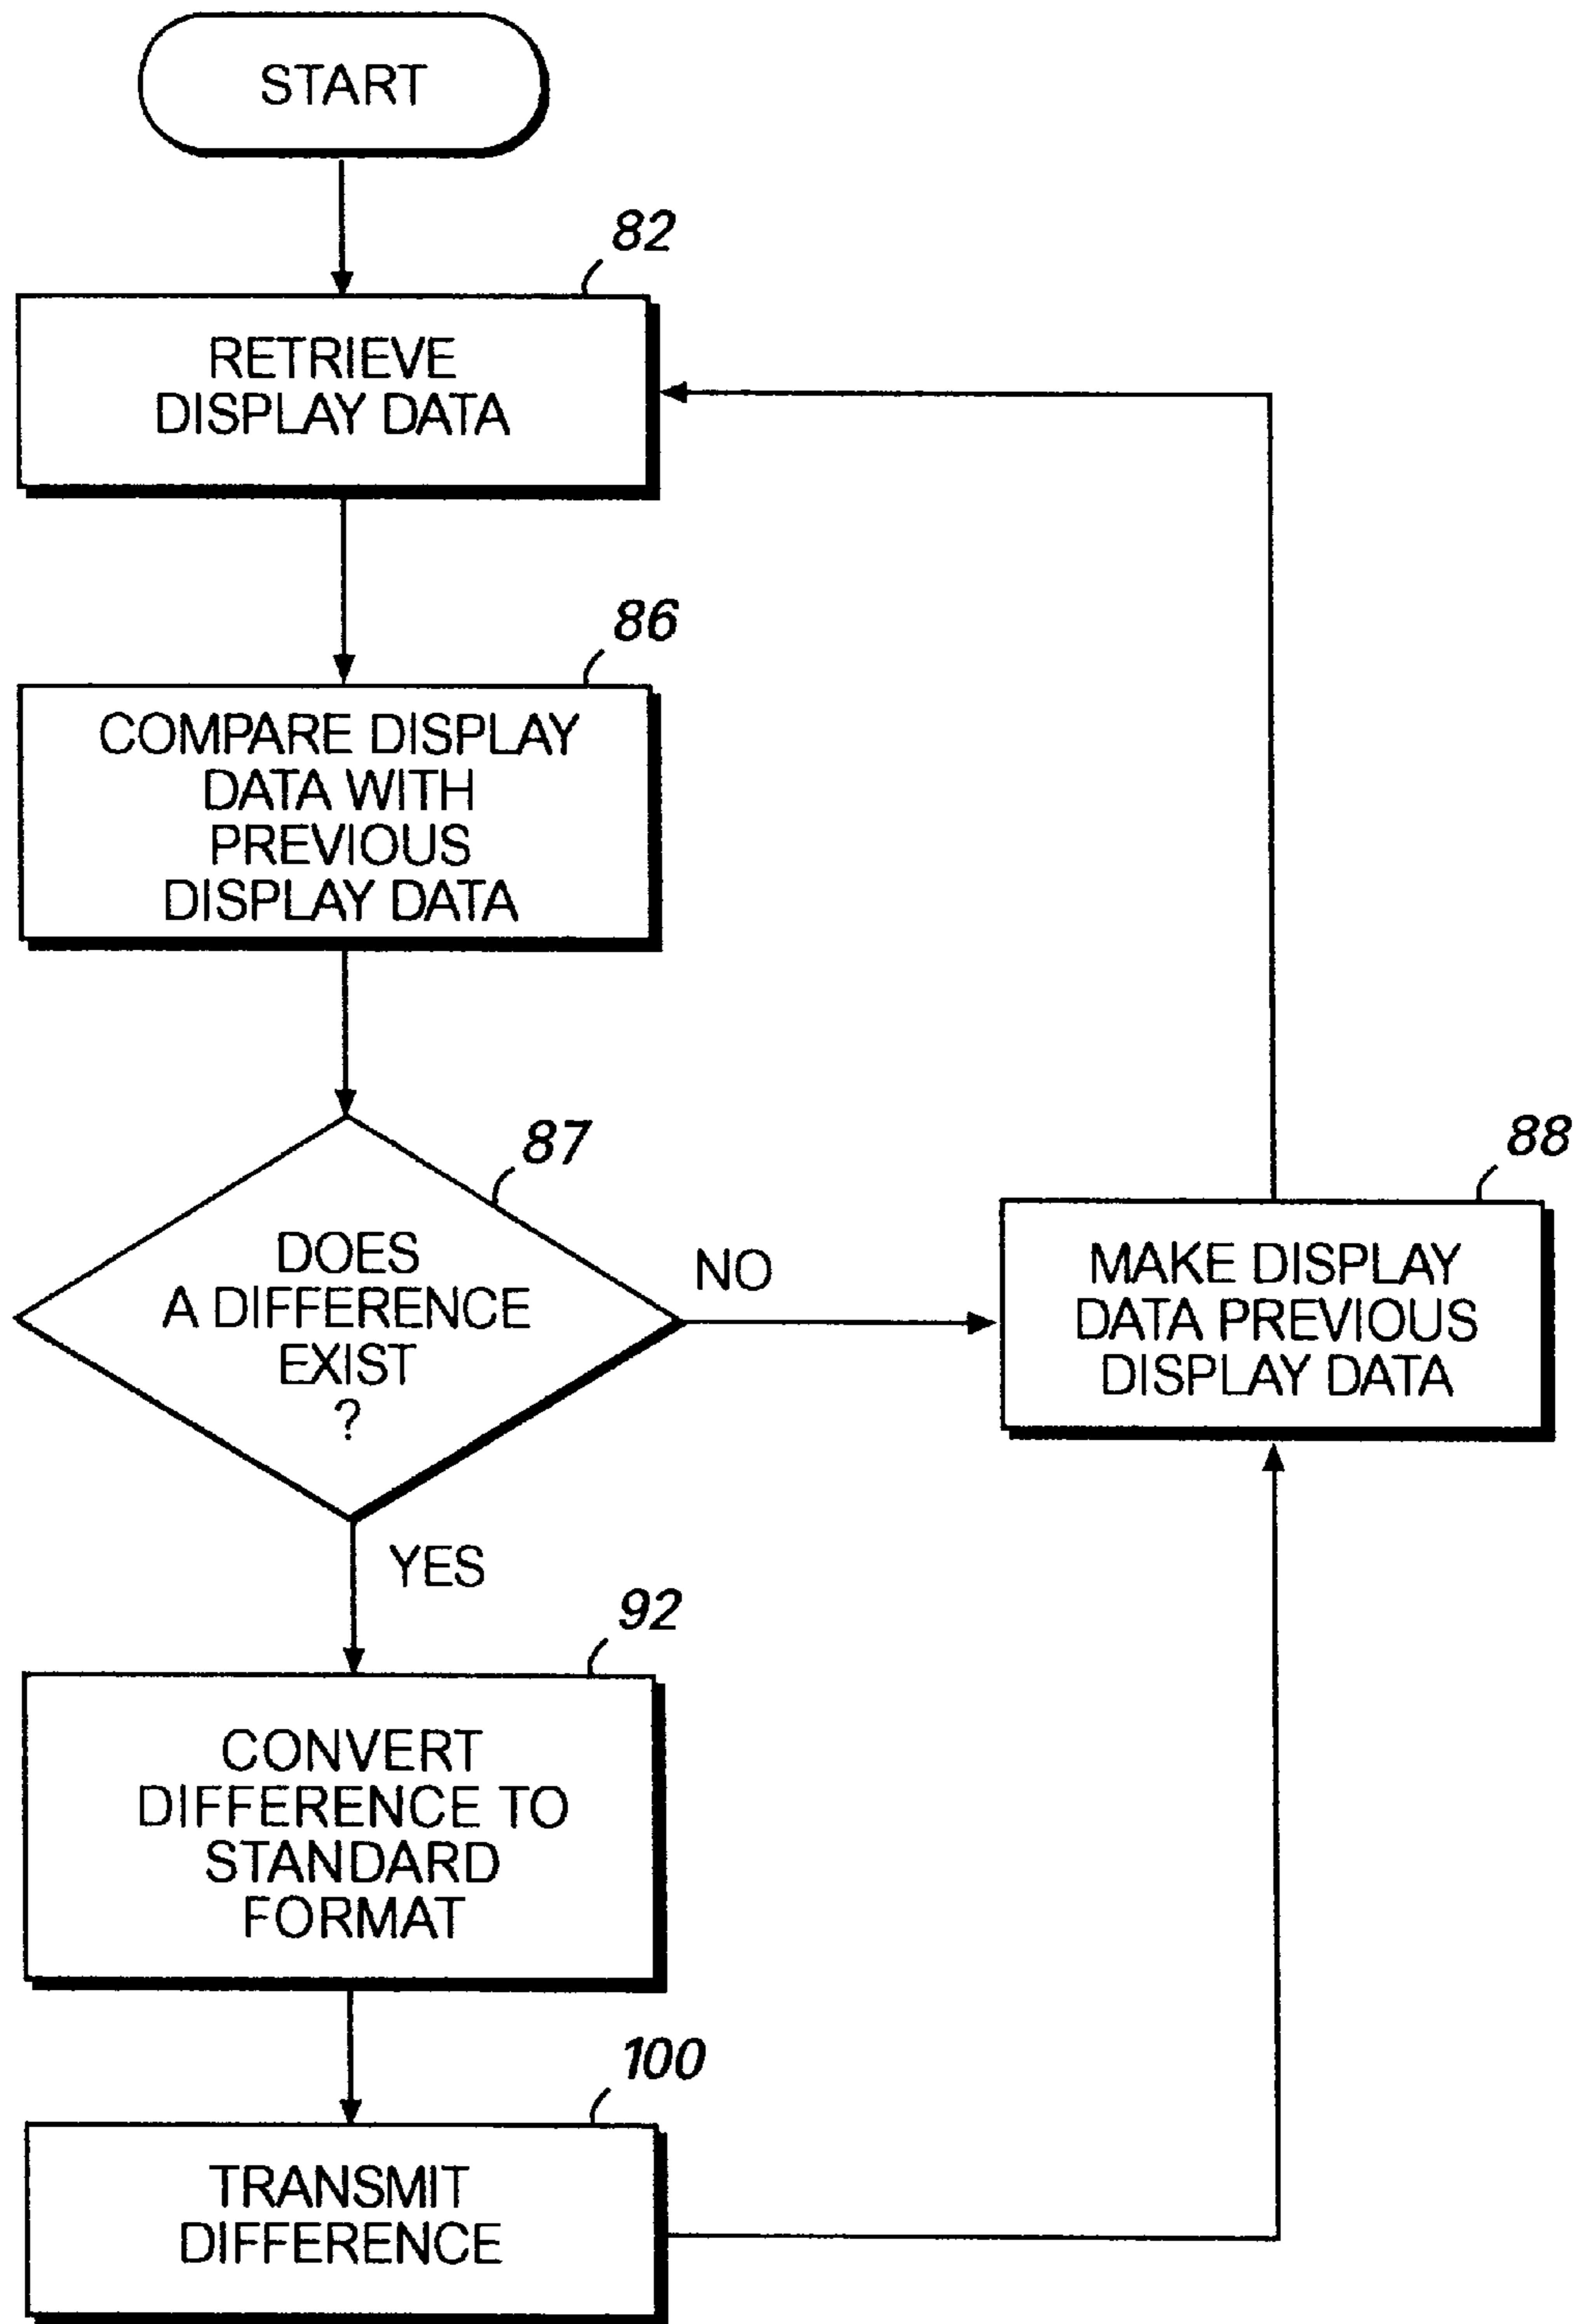 START
82
RETRIEVE
DISPLAY DATA
86
COMPARE DISPLAY
DATA WITH
PREVIOUS
DISPLAY DATA
87
DOES
A DIFFERENCE
EXIST
?
NO
88
MAKE DISPLAY
DATA PREVIOUS
DISPLAY DATA
YES
92
CONVERT
DIFFERENCE TO
STANDARD
FORMAT
100
TRANSMIT
DIFFERENCE